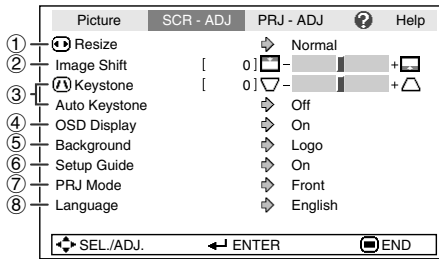 Picture SCR - ADJ PRJ - ADJ ? Help
① Resize Normal
② Image Shift [ 0 ] – +
③ Keystone [ 0 ] – +
Auto Keystone Off
④ OSD Display On
⑤ Background Logo
⑥ Setup Guide On
⑦ PRJ Mode Front
⑧ Language English
SEL./ADJ. ENTER END